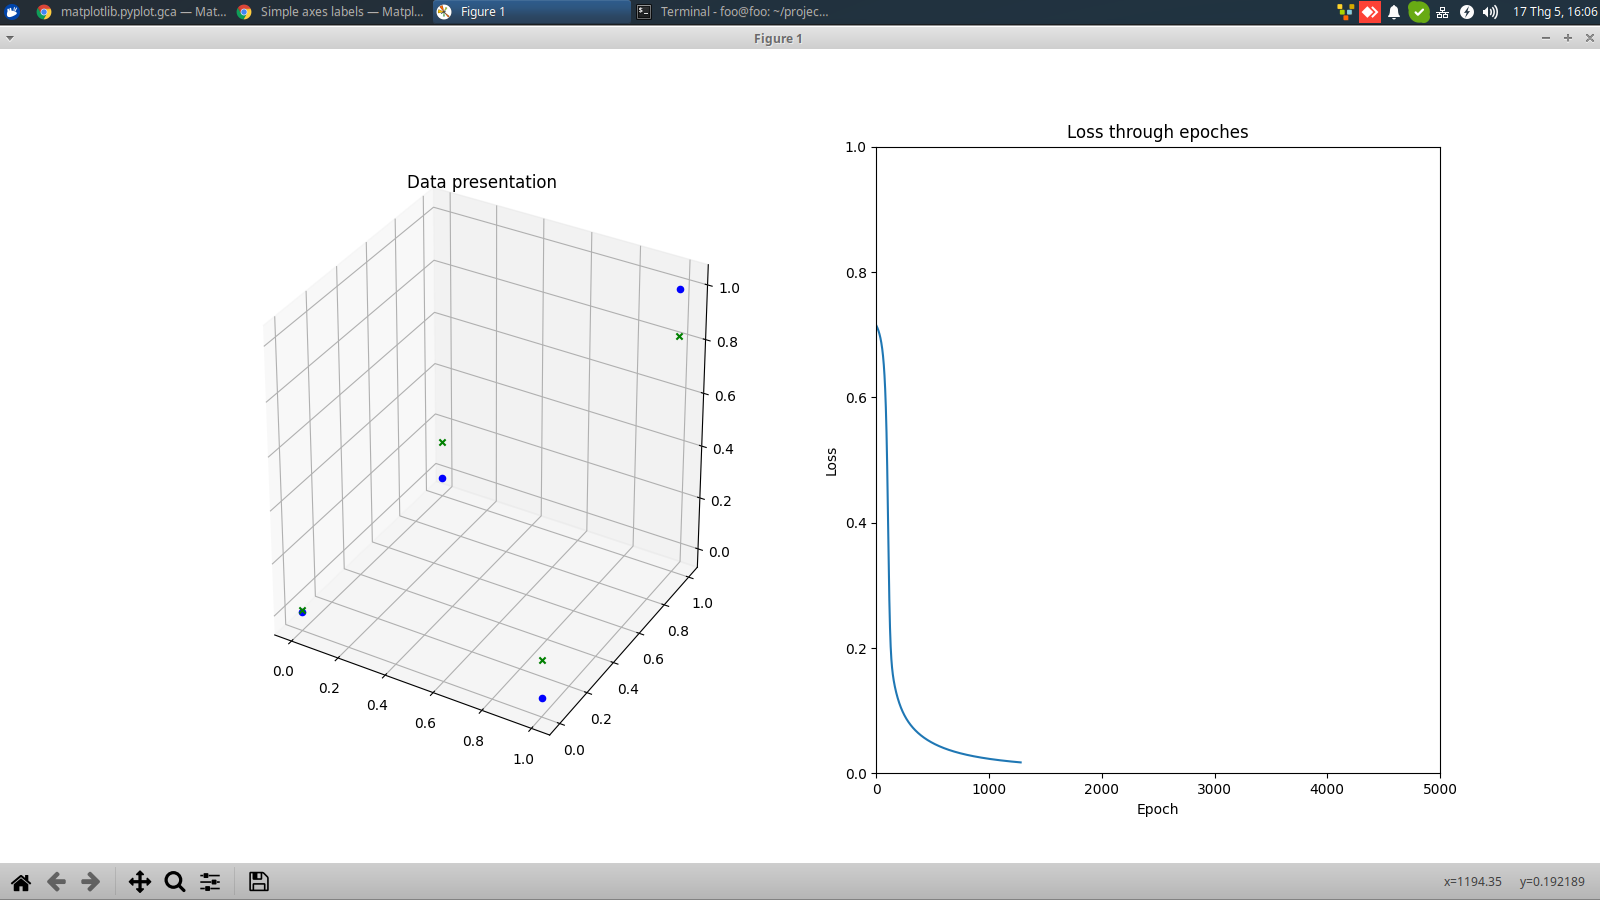 matplotlib.pyplot.gca — Mat...
Simple axes labels — Matpl...
Figure 1
Terminal - foo@foo: ~/projec...
17 Thg 5, 16:06
Figure 1
Data presentation
1.0
0.8
0.6
0.4
0.2
0.0
0.0
0.2
0.4
0.6
0.8
1.0
0.0
0.2
0.4
0.6
0.8
1.0
Loss through epoches
1.0
0.8
0.6
0.4
0.2
0.0
Loss
0 1000 2000 3000 4000 5000
Epoch
x=1194.35 y=0.192189